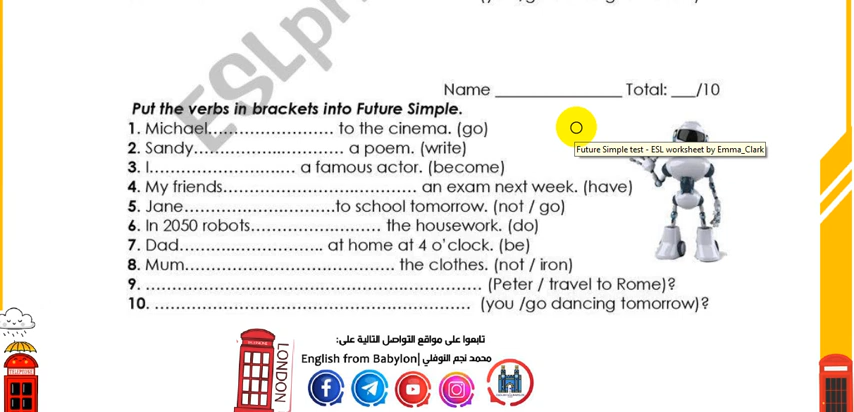 Name ______________ Total: ___/10
Put the verbs in brackets into Future Simple.
1. Michael........................ to the cinema. (go)
2. Sandy............................ a poem. (write)
3. I............................ a famous actor. (become)
4. My friends.................................... an exam next week. (have)
5. Jane............................to school tomorrow. (not / go)
6. In 2050 robots........................ the housework. (do)
7. Dad........................... at home at 4 o'clock. (be)
8. Mum....................................... the clothes. (not / iron)
9. ............................................................ (Peter / travel to Rome)?
10. ......................................................... (you /go dancing tomorrow)?
Future Simple test - ESL worksheet by Emma_Clark
ESLpr
تابعوا على مواقع التواصل التالية على:
English from Babylon|محمد نجم النوفلي
LONDON